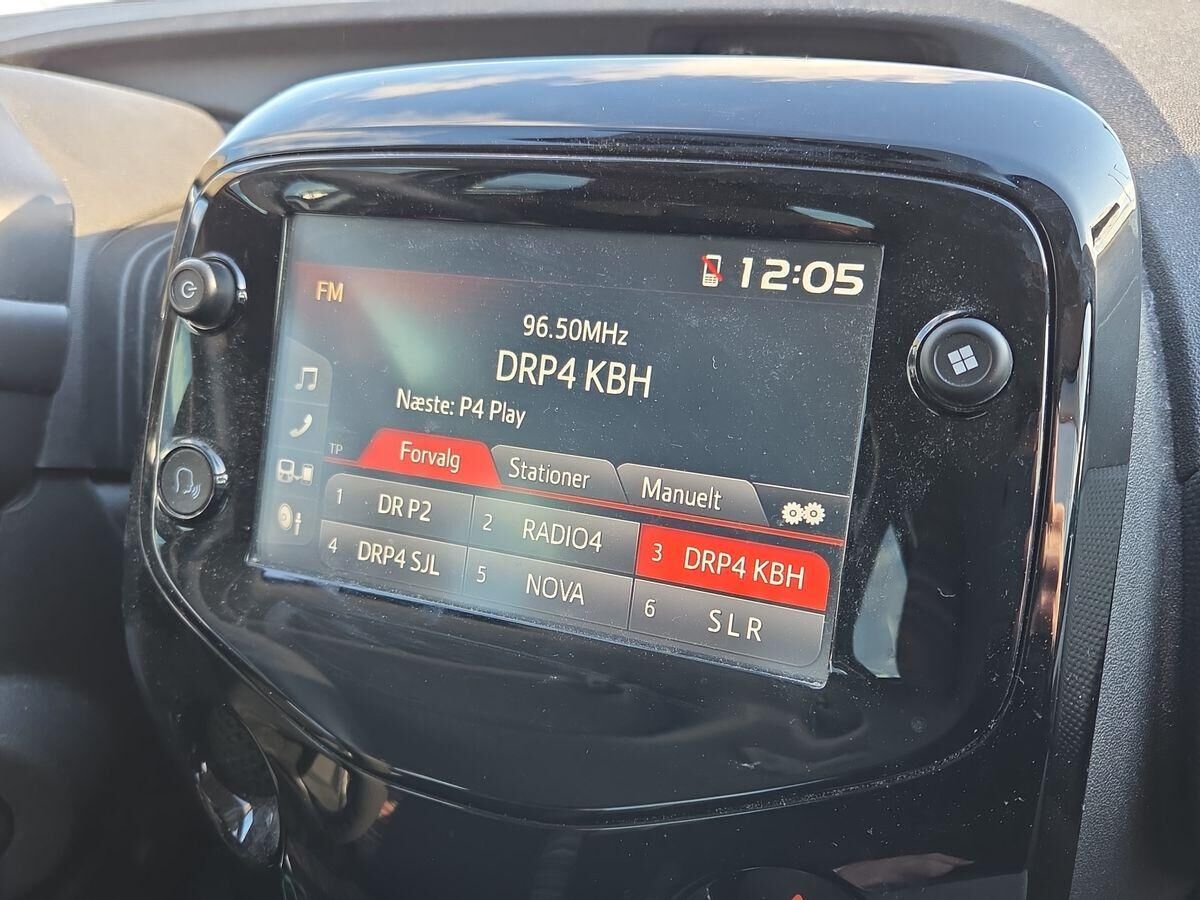 12:05
FM
96.50MHz
DRP4 KBH
Næste: P4 Play
TP
Forvalg Stationer Manuelt
1 DR P2 2 RADIO4 3 DRP4 KBH
4 DRP4 SJL 5 NOVA 6 SLR